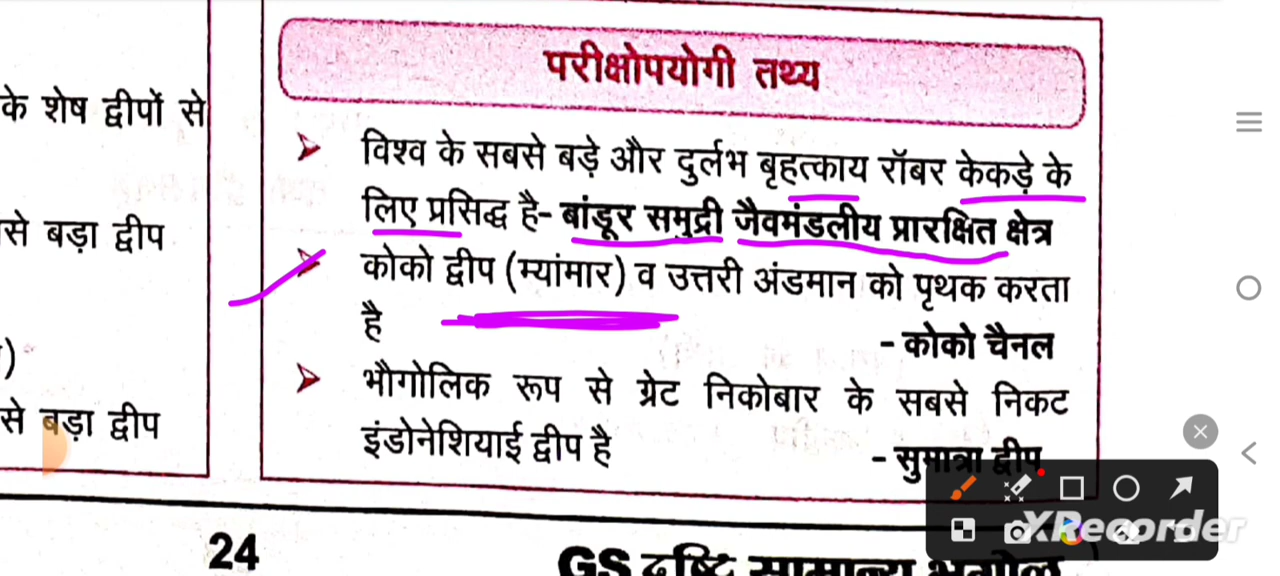 के शेष द्वीपों से
से बड़ा द्वीप
)
से बड़ा द्वीप
परीक्षोपयोगी तथ्य
विश्व के सबसे बड़े और दुर्लभ बृहत्काय रॉबर केकड़े के
लिए प्रसिद्ध है- बांडूर समुद्री जैवमंडलीय प्रारक्षित क्षेत्र
कोको द्वीप (म्यांमार) व उत्तरी अंडमान को पृथक करता
है - कोको चैनल
भौगोलिक रूप से ग्रेट निकोबार के सबसे निकट
इंडोनेशियाई द्वीप है - सुमात्रा द्वीप
XRecorder
24 GS दृष्टि सामान्य भूगोल